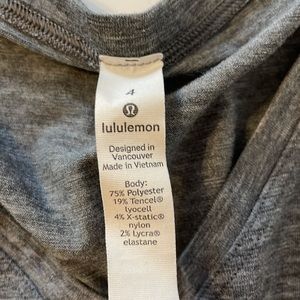 4
lululemon
Designed in
Vancouver
Made in Vietnam
Body:
75% Polyester
19% Tencel®
lyocell
4% X-static®
nylon
2% Lycra®
elastane